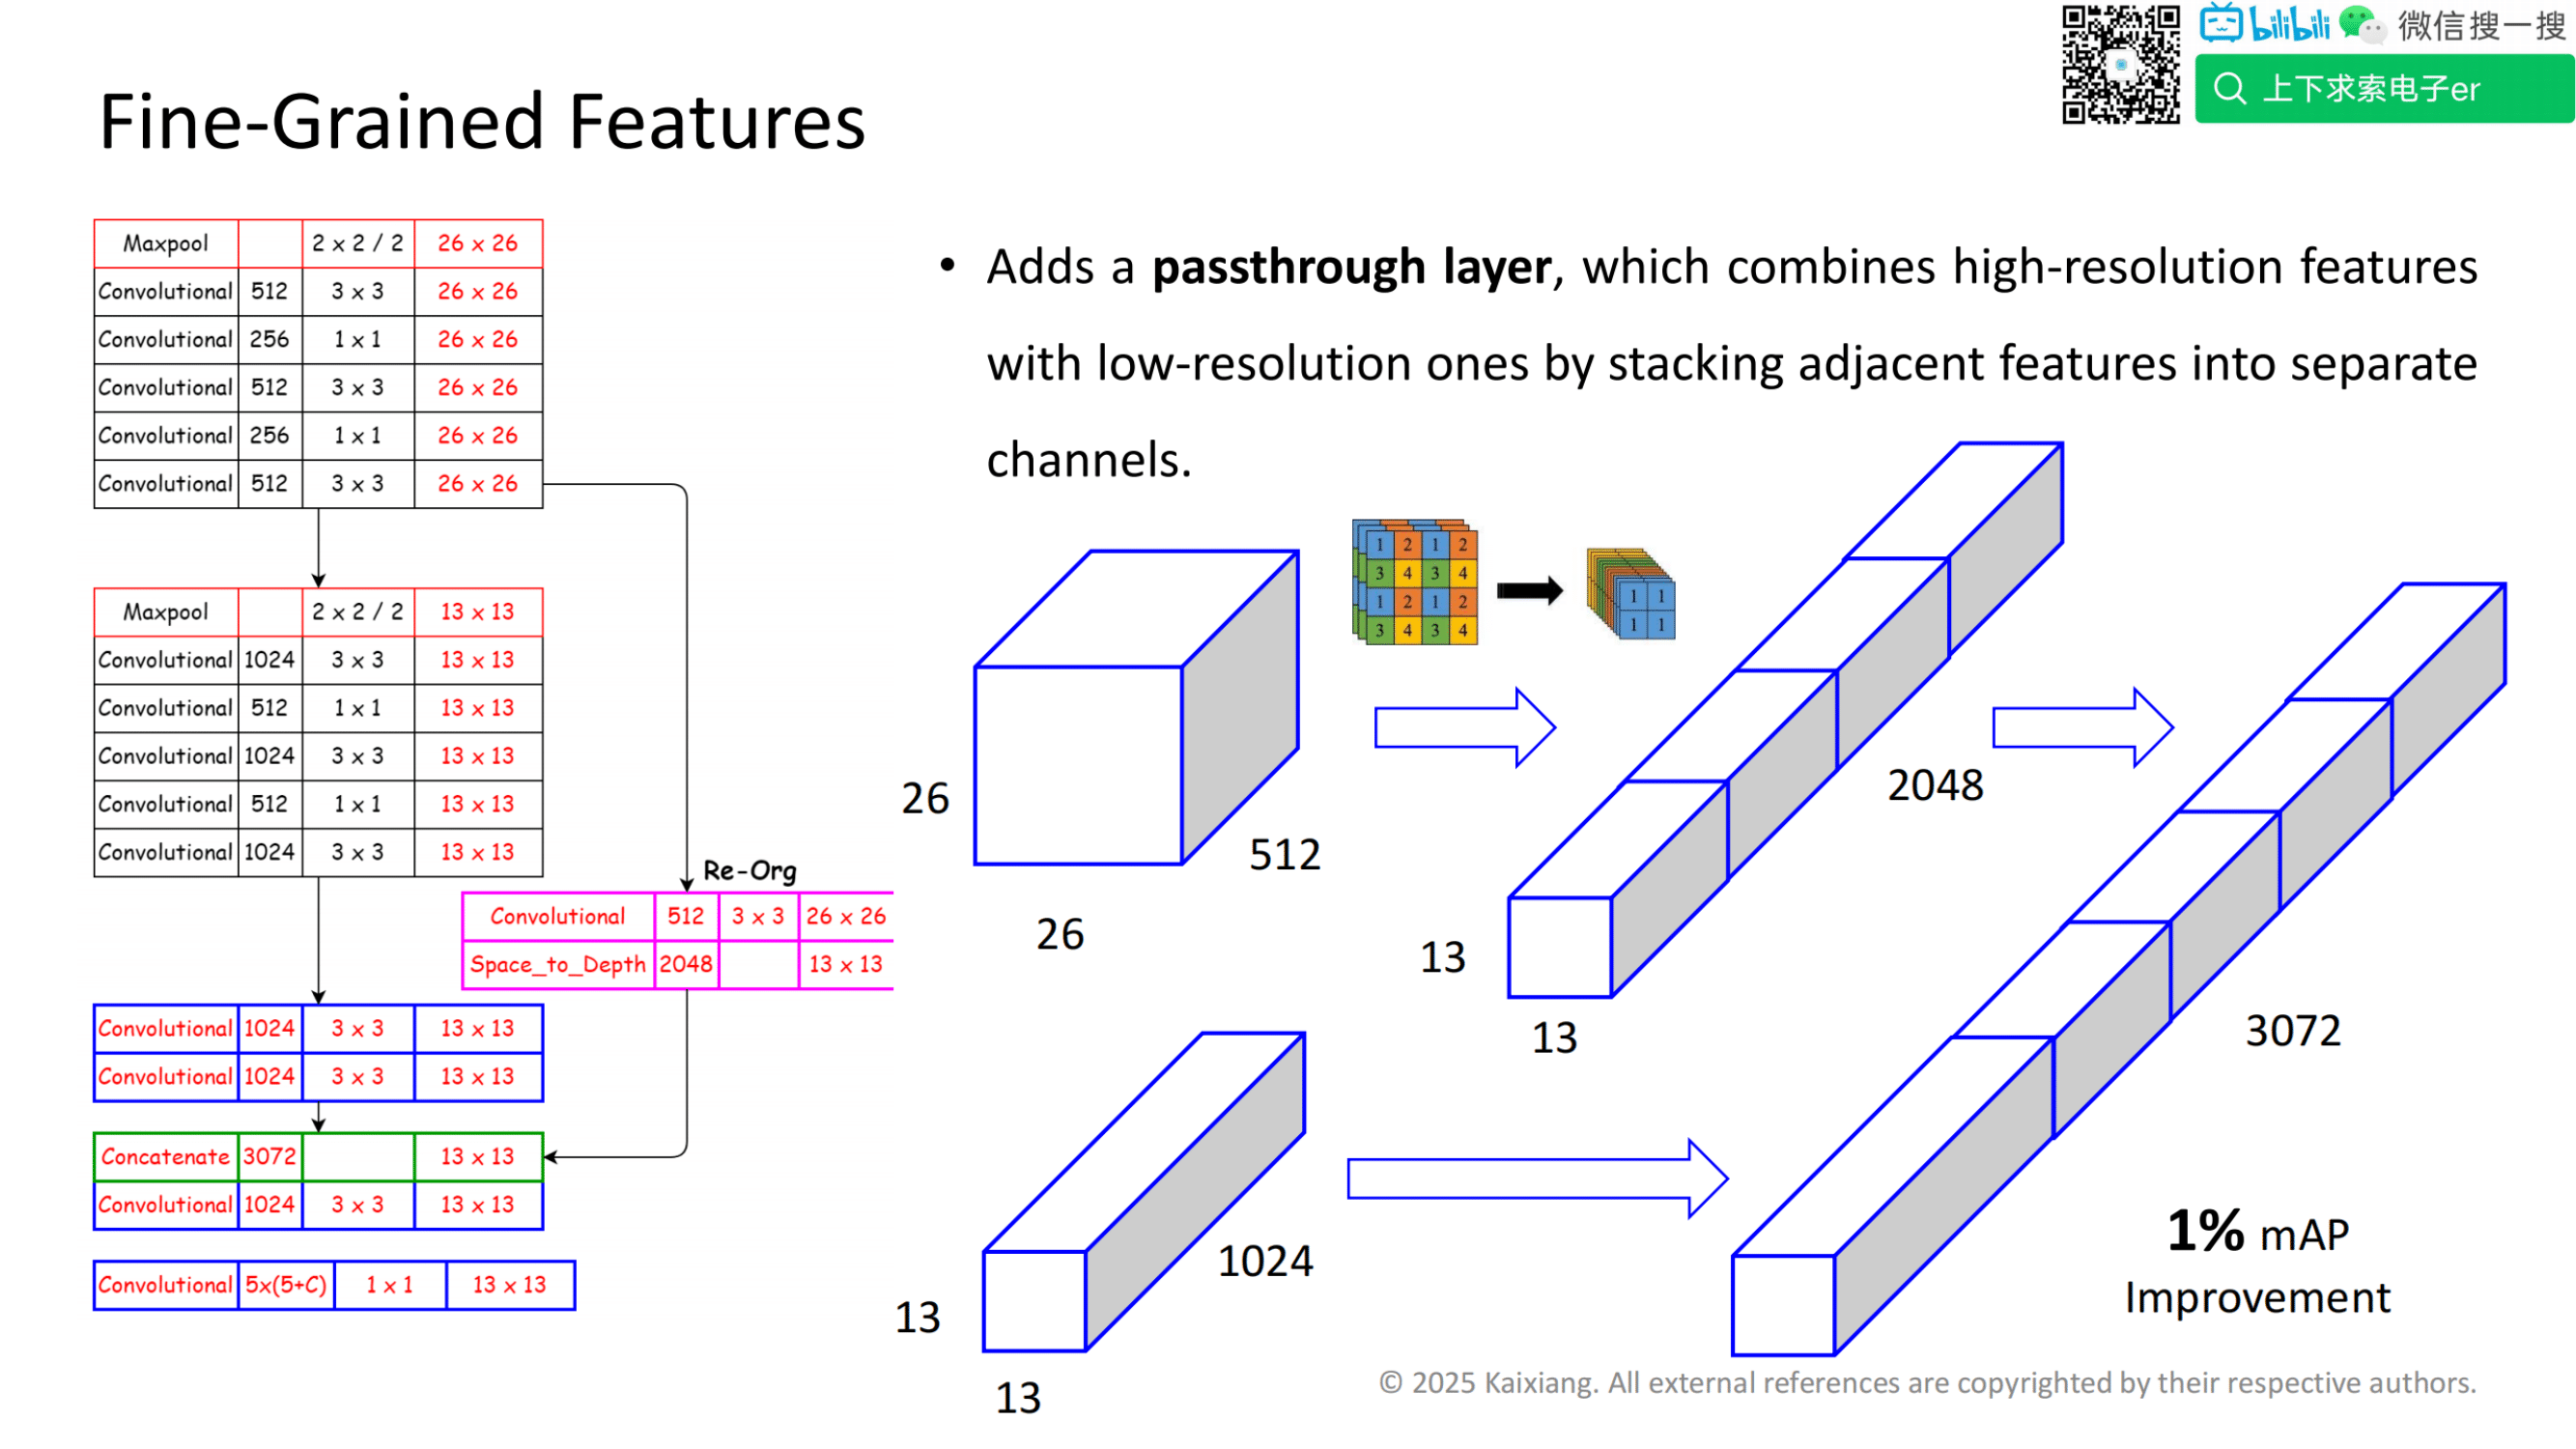 bilibili 微信搜一搜
上下求索电子er
Fine-Grained Features
Maxpool 2 x 2 / 2 26 x 26
Convolutional 512 3 x 3 26 x 26
Convolutional 256 1 x 1 26 x 26
Convolutional 512 3 x 3 26 x 26
Convolutional 256 1 x 1 26 x 26
Convolutional 512 3 x 3 26 x 26
Maxpool 2 x 2 / 2 13 x 13
Convolutional 1024 3 x 3 13 x 13
Convolutional 512 1 x 1 13 x 13
Convolutional 1024 3 x 3 13 x 13
Convolutional 512 1 x 1 13 x 13
Convolutional 1024 3 x 3 13 x 13
Re-Org
Convolutional 512 3 x 3 26 x 26
Space_to_Depth 2048 13 x 13
Convolutional 1024 3 x 3 13 x 13
Convolutional 1024 3 x 3 13 x 13
Concatenate 3072 13 x 13
Convolutional 1024 3 x 3 13 x 13
Convolutional 5x(5+C) 1 x 1 13 x 13
• Adds a passthrough layer, which combines high-resolution features
with low-resolution ones by stacking adjacent features into separate
channels.
1 2 1 2
3 4 3 4
1 2 1 2
3 4 3 4
1 1
1 1
26
512
26
2048
13
13
3072
1024
13
13
1% mAP
Improvement
© 2025 Kaixiang. All external references are copyrighted by their respective authors.